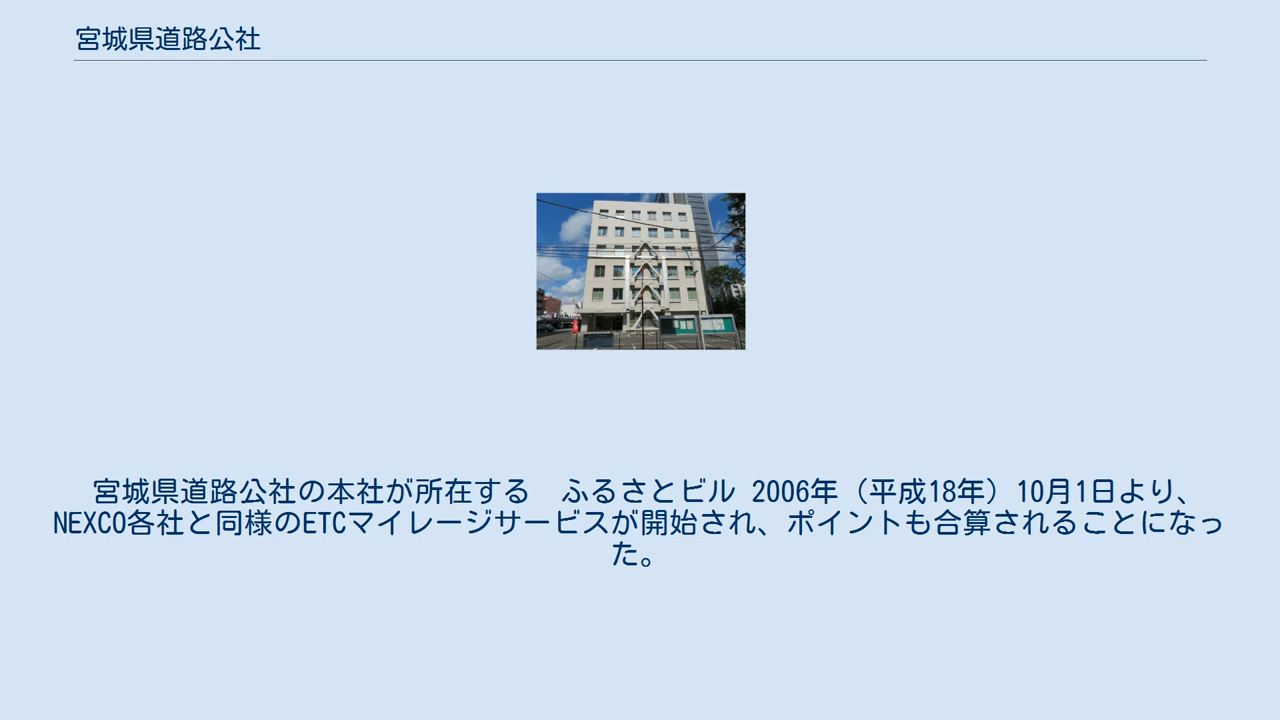 宮城県道路公社
宮城県道路公社の本社が所在する　ふるさとビル 2006年（平成18年）10月1日より、
NEXCO各社と同様のETCマイレージサービスが開始され、ポイントも合算されることになっ
た。